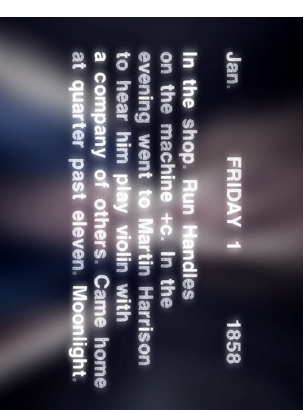 Jan. FRIDAY 1 1858
In the shop. Run Handles
on the machine +c. In the
evening went to Martin Harrison
to hear him play violin with
a company of others. Came home
at quarter past eleven. Moonlight.